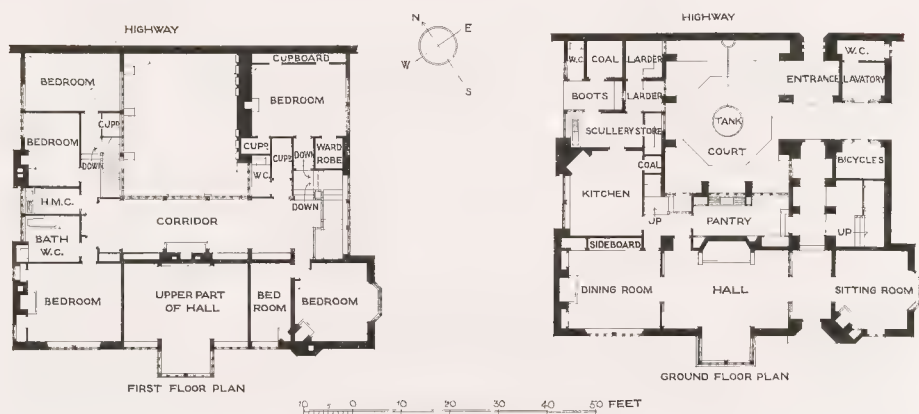 HIGHWAY
CUPBOARD
BEDROOM
BEDROOM
BEDROOM
CUPD
CUPD
CUPD
DOWN
DOWN
WARD
ROBE
W.C.
DOWN
H.M.C.
CORRIDOR
BATH
W.C.
BEDROOM
UPPER PART
OF HALL
BED
ROOM
BEDROOM
FIRST FLOOR PLAN
N
E
W
S
HIGHWAY
W.C.
COAL
LARDER
W.C.
ENTRANCE
LAVATORY
BOOTS
LARDER
TANK
SCULLERY
STORE
COURT
BICYCLES
COAL
KITCHEN
UP
PANTRY
UP
SIDEBOARD
DINING ROOM
HALL
SITTING ROOM
GROUND FLOOR PLAN
10 0 10 20 30 40 50 FEET